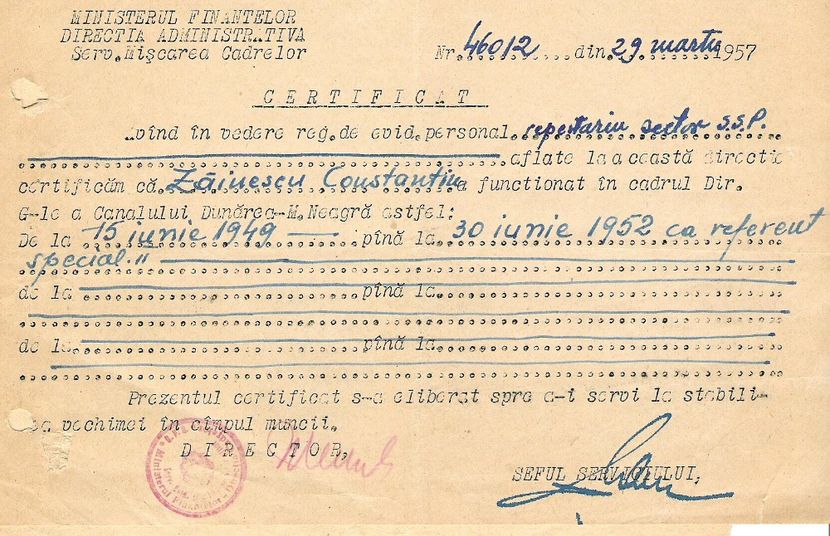 MINISTERUL FINANTELOR
DIRECTIA ADMINISTRATIVA
Serv. Mişcarea Cadrelor
Nr. 46012 din 29 martie 1957
CERTIFICAT
vînd în vedere reg. de evid. personal repertariu sector S.S.P.
aflate la această directie
certificăm că Zăinescu Constantin a functionat în cadrul Dir.
G-le a Canalului Dunărea-M. Neagră astfel:
De la 15 iunie 1949 — pînă la 30 iunie 1952 ca referent
special. II
de la pînă la
de la pînă la
Prezentul certificat s-a eliberat spre a-i servi la stabili-
ea vechimei în cîmpul muncii.
DIRECTOR,
SEFUL SERVICIULUI,